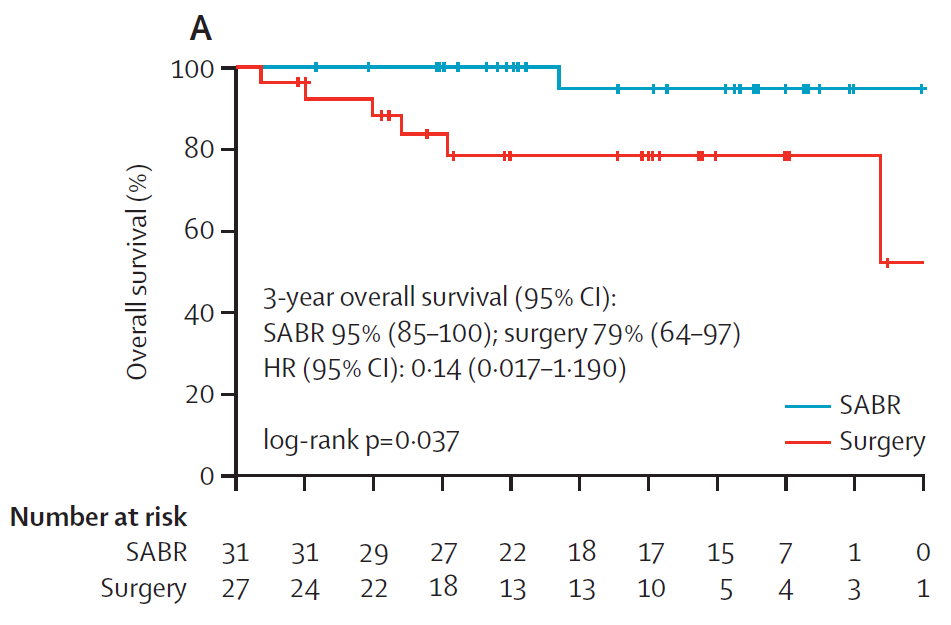 A
100
80
60
40
20
0
Overall survival (%)
3-year overall survival (95% CI):
SABR 95% (85–100); surgery 79% (64–97)
HR (95% CI): 0·14 (0·017–1·190)
log-rank p=0·037
SABR
Surgery
Number at risk
SABR 31 31 29 27 22 18 17 15 7 1 0
Surgery 27 24 22 18 13 13 10 5 4 3 1